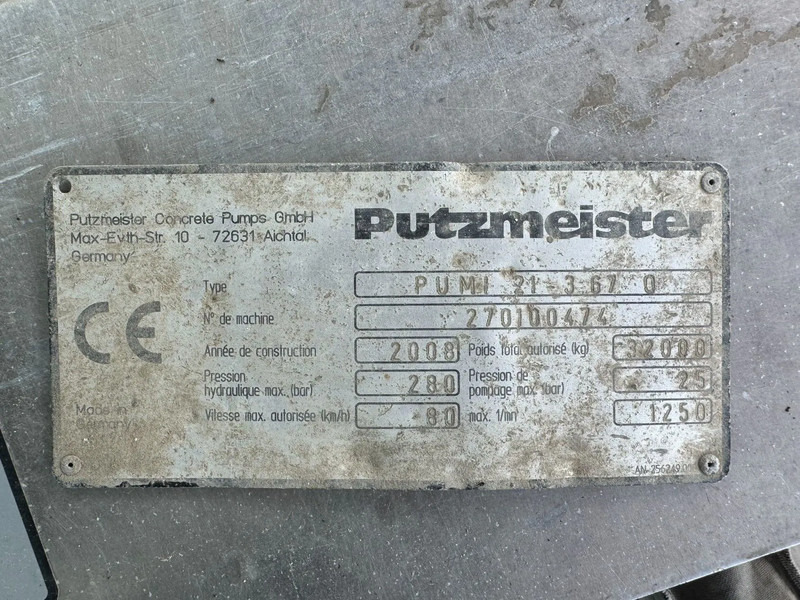 Putzmeister Concrete Pumps GmbH
Max-Eyth-Str. 10 - 72631 Aichtal
Germany
Putzmeister
Type PUMI 21-3.67 Q
N° de machine 270100474
Année de construction 2008 Poids total autorisé (kg) 32000
Pression hydraulique max. (bar) 280 Pression de pompage max. (bar) 25
Vitesse max. autorisée (km/h) 80 max. 1/mn 1250
CE
Made in
Germany